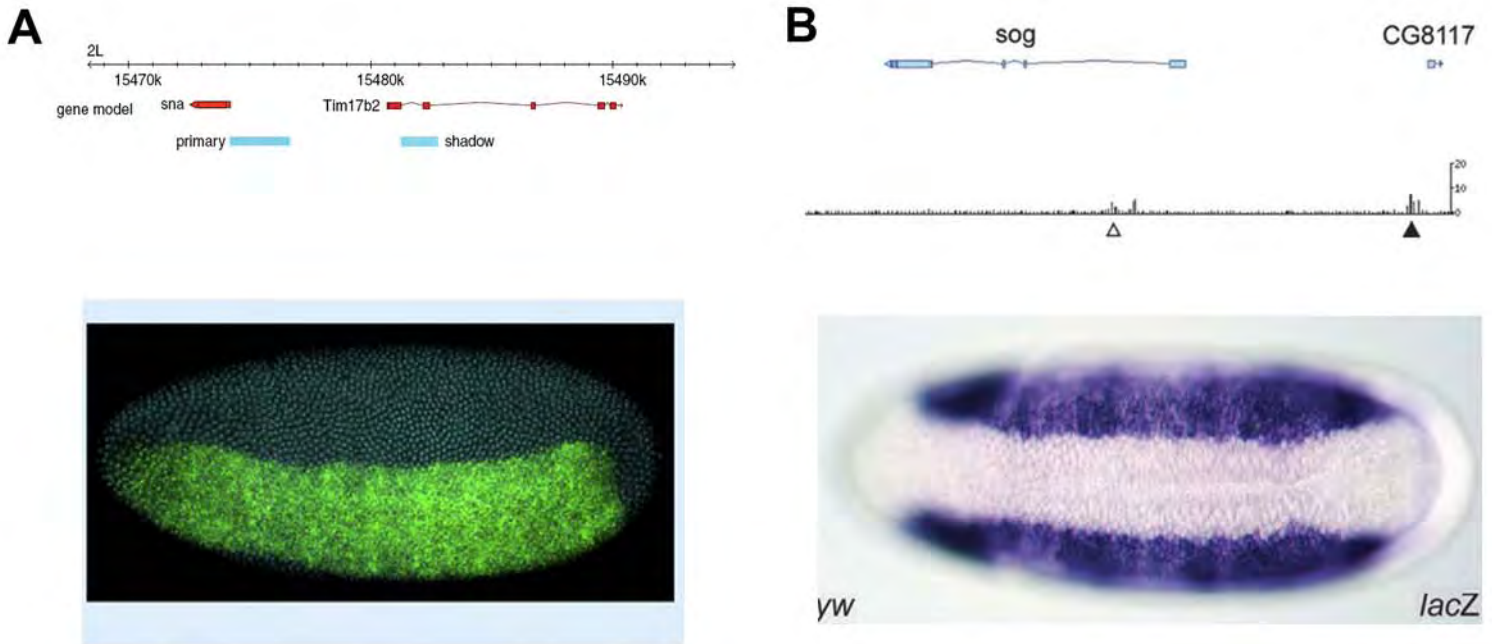 A
2L
15470k 15480k 15490k
gene model sna Tim17b2
primary shadow
B
sog CG8117
20
10
0
yw lacZ